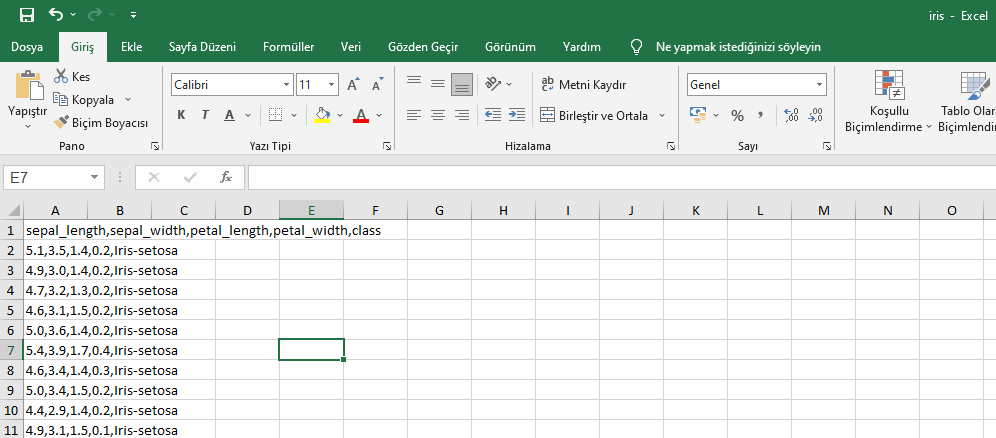 iris - Excel
Dosya Giriş Ekle Sayfa Düzeni Formüller Veri Gözden Geçir Görünüm Yardım Ne yapmak istediğinizi söyleyin
Yapıştır
Kes
Kopyala
Biçim Boyacısı
Pano
Calibri 11 A A
K T A A
Yazı Tipi
ab Metni Kaydır
Birleştir ve Ortala
Hizalama
Genel
% ,
Sayı
Koşullu
Biçimlendirme
Tablo Olar
Biçimlendir
E7 fx
A B C D E F G H I J K L M N O
1 sepal_length,sepal_width,petal_length,petal_width,class
2 5.1,3.5,1.4,0.2,Iris-setosa
3 4.9,3.0,1.4,0.2,Iris-setosa
4 4.7,3.2,1.3,0.2,Iris-setosa
5 4.6,3.1,1.5,0.2,Iris-setosa
6 5.0,3.6,1.4,0.2,Iris-setosa
7 5.4,3.9,1.7,0.4,Iris-setosa
8 4.6,3.4,1.4,0.3,Iris-setosa
9 5.0,3.4,1.5,0.2,Iris-setosa
10 4.4,2.9,1.4,0.2,Iris-setosa
11 4.9,3.1,1.5,0.1,Iris-setosa